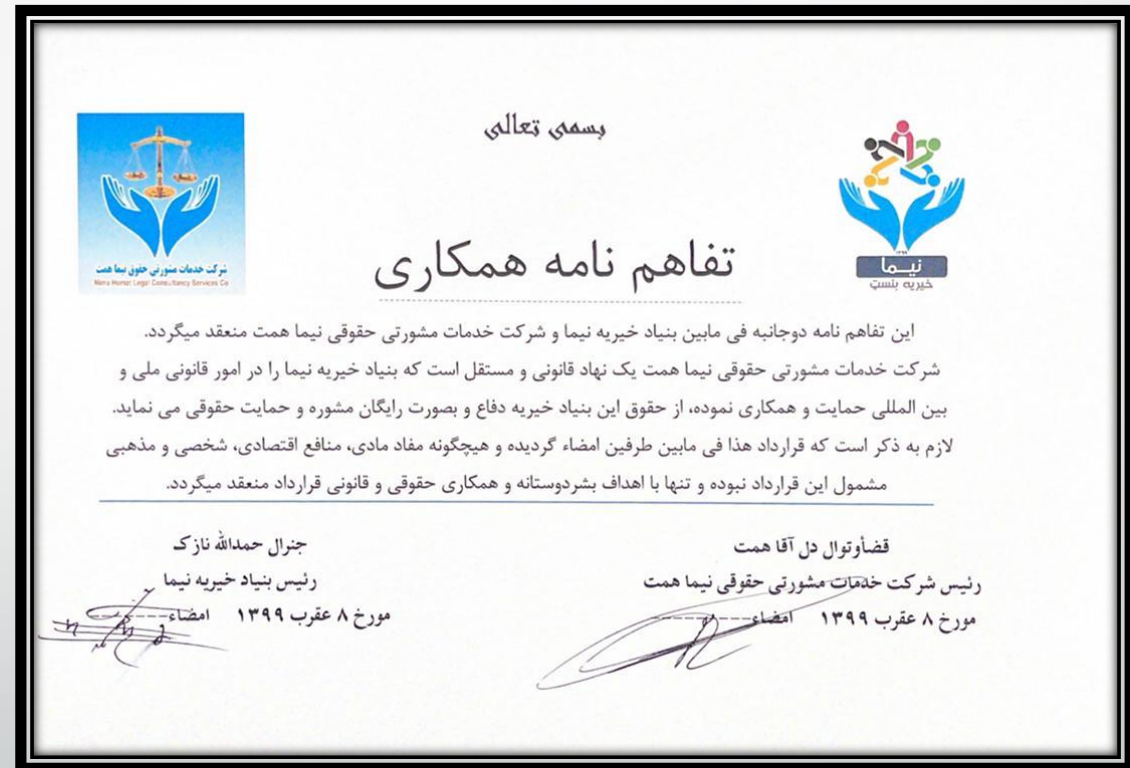 بسمی تعالی
شرکت خدمات مشورتی حقوقی نیما همت
Nima Hemat Legal Consultancy Services Co
۱۳۹۹
نیما
خیریه بنسټ
تفاهم نامه همکاری
این تفاهم نامه دوجانبه فی مابین بنیاد خیریه نیما و شرکت خدمات مشورتی حقوقی نیما همت منعقد میگردد.
شرکت خدمات مشورتی حقوقی نیما همت یک نهاد قانونی و مستقل است که بنیاد خیریه نیما را در امور قانونی ملی و
بین المللی حمایت و همکاری نموده، از حقوق این بنیاد خیریه دفاع و بصورت رایگان مشوره و حمایت حقوقی می نماید.
لازم به ذکر است که قرارداد هذا فی مابین طرفین امضاء گردیده و هیچگونه مفاد مادی، منافع اقتصادی، شخصی و مذهبی
مشمول این قرارداد نبوده و تنها با اهداف بشردوستانه و همکاری حقوقی و قانونی قرارداد منعقد میگردد.
قضأوتوال دل آقا همت
رئیس شرکت خدمات مشورتی حقوقی نیما همت
مورخ ۸ عقرب ۱۳۹۹ امضاء
جنرال حمدالله نازک
رئیس بنیاد خیریه نیما
مورخ ۸ عقرب ۱۳۹۹ امضاء